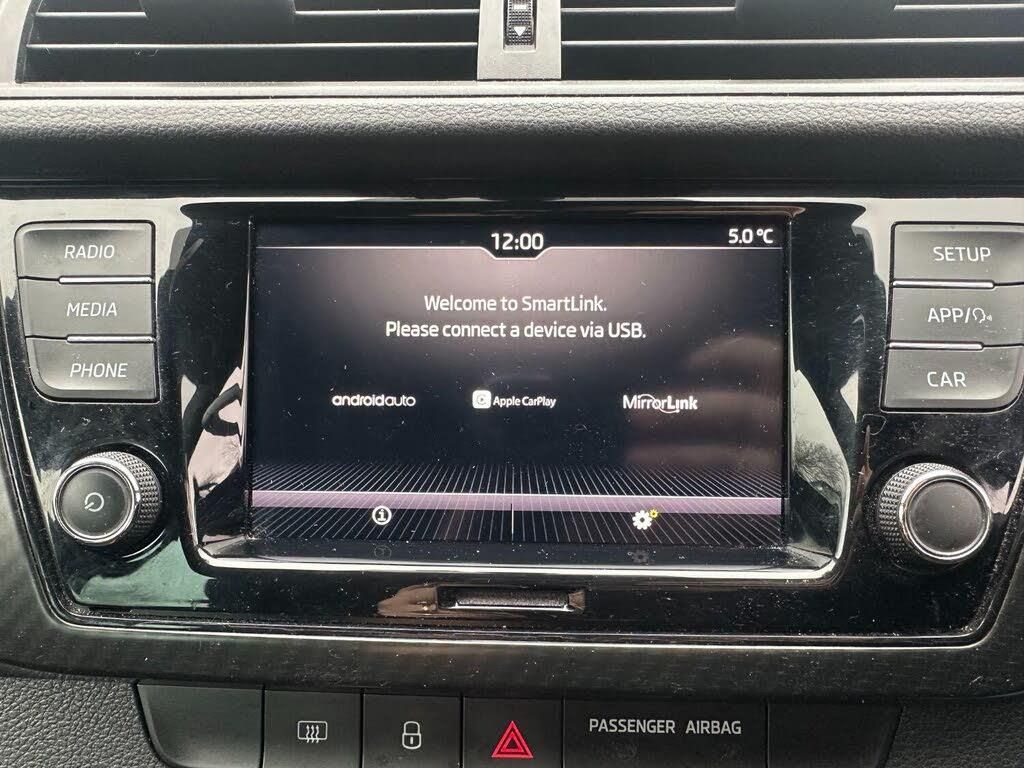 12:00
5.0 °C
RADIO
SETUP
Welcome to SmartLink.
Please connect a device via USB.
MEDIA
APP/
PHONE
CAR
androidauto
Apple CarPlay
MirrorLink
PASSENGER AIRBAG